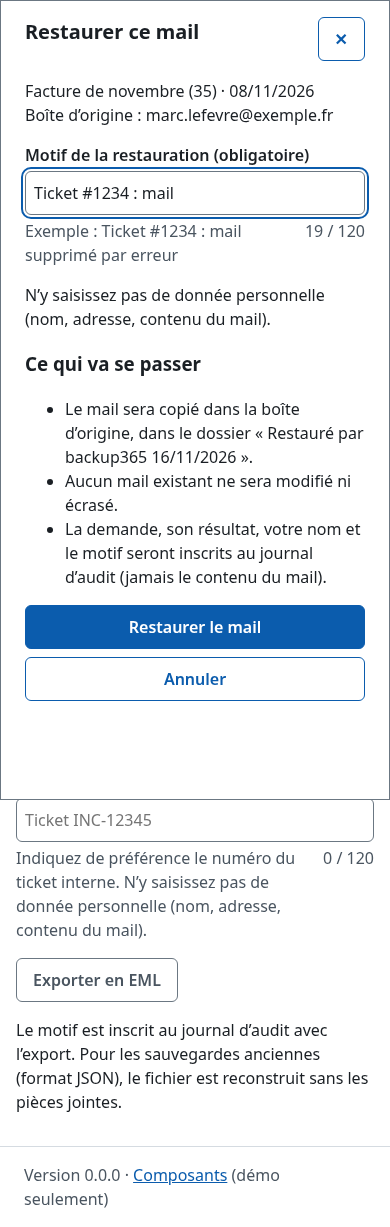 Restaurer ce mail
×
Facture de novembre (35) · 08/11/2026
Boîte d’origine : marc.lefevre@exemple.fr
Motif de la restauration (obligatoire)
Ticket #1234 : mail
Exemple : Ticket #1234 : mail 19 / 120
supprimé par erreur
N’y saisissez pas de donnée personnelle
(nom, adresse, contenu du mail).
Ce qui va se passer
• Le mail sera copié dans la boîte
d’origine, dans le dossier « Restauré par
backup365 16/11/2026 ».
• Aucun mail existant ne sera modifié ni
écrasé.
• La demande, son résultat, votre nom et
le motif seront inscrits au journal
d’audit (jamais le contenu du mail).
Restaurer le mail
Annuler
Ticket INC-12345
Indiquez de préférence le numéro du 0 / 120
ticket interne. N’y saisissez pas de
donnée personnelle (nom, adresse,
contenu du mail).
Exporter en EML
Le motif est inscrit au journal d’audit avec
l’export. Pour les sauvegardes anciennes
(format JSON), le fichier est reconstruit sans les
pièces jointes.
Version 0.0.0 · Composants (démo
seulement)